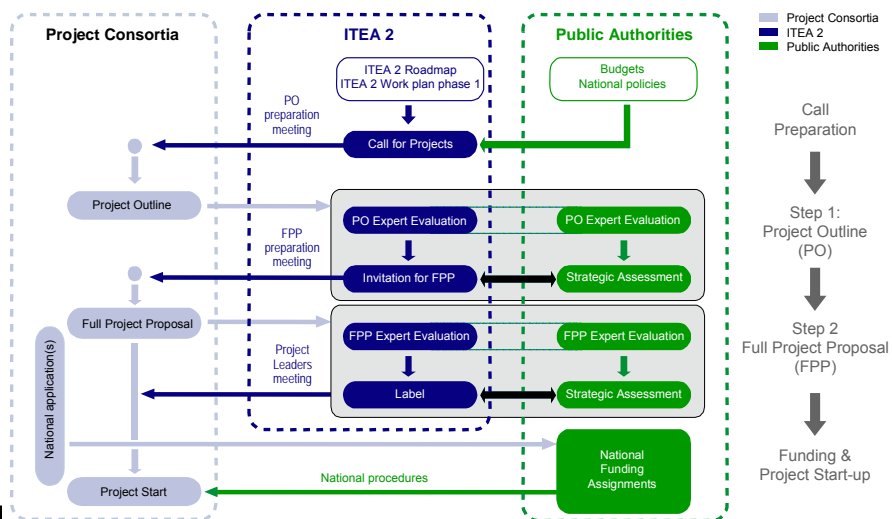 Project Consortia
ITEA 2
Public Authorities
Project Consortia
ITEA 2
Public Authorities
ITEA 2 Roadmap
ITEA 2 Work plan phase 1
Budgets
National policies
PO
preparation
meeting
Call for Projects
Call
Preparation
Project Outline
PO Expert Evaluation
PO Expert Evaluation
Step 1:
Project Outline
(PO)
FPP
preparation
meeting
Invitation for FPP
Strategic Assessment
Full Project Proposal
FPP Expert Evaluation
FPP Expert Evaluation
Step 2
Full Project Proposal
(FPP)
Project
Leaders
meeting
Label
Strategic Assessment
National application(s)
National
Funding
Assignments
Funding &
Project Start-up
National procedures
Project Start